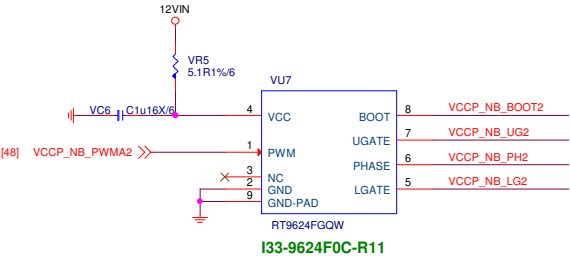 12VIN
VR5
5.1R1%/6
VU7
VC6 C1u16X/6
4 VCC BOOT 8 VCCP_NB_BOOT2
UGATE 7 VCCP_NB_UG2
[48] VCCP_NB_PWMA2 1 PWM
PHASE 6 VCCP_NB_PH2
3 NC
2 GND LGATE 5 VCCP_NB_LG2
9 GND-PAD
RT9624FGQW
I33-9624F0C-R11